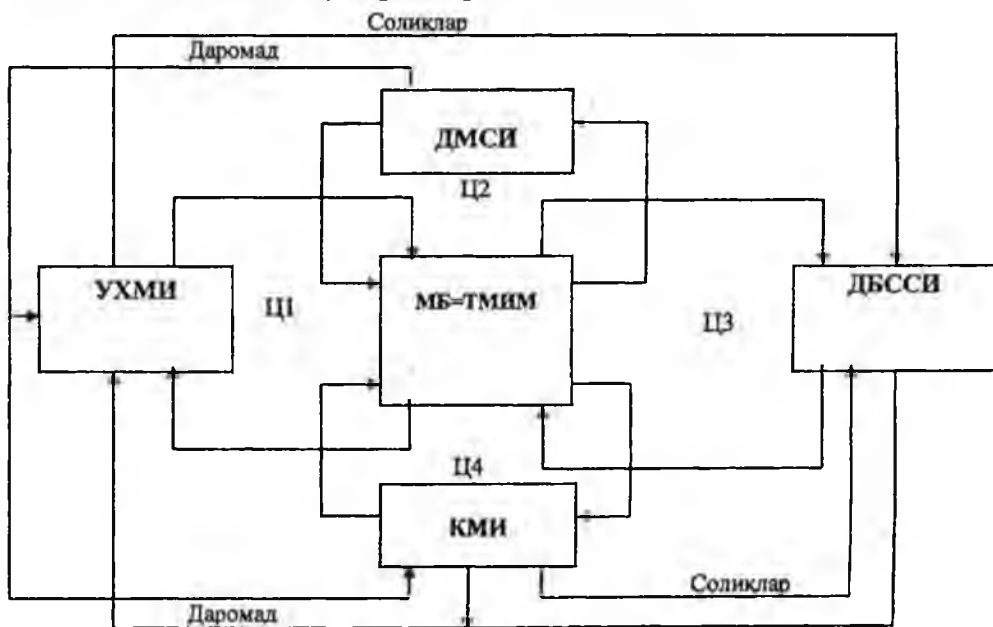 Соликлар
Даромад
ДМСИ
Ц2
УХМИ
Ц1
МБ=ТМИМ
Ц3
ДБССИ
Ц4
КМИ
Соликлар
Даромад